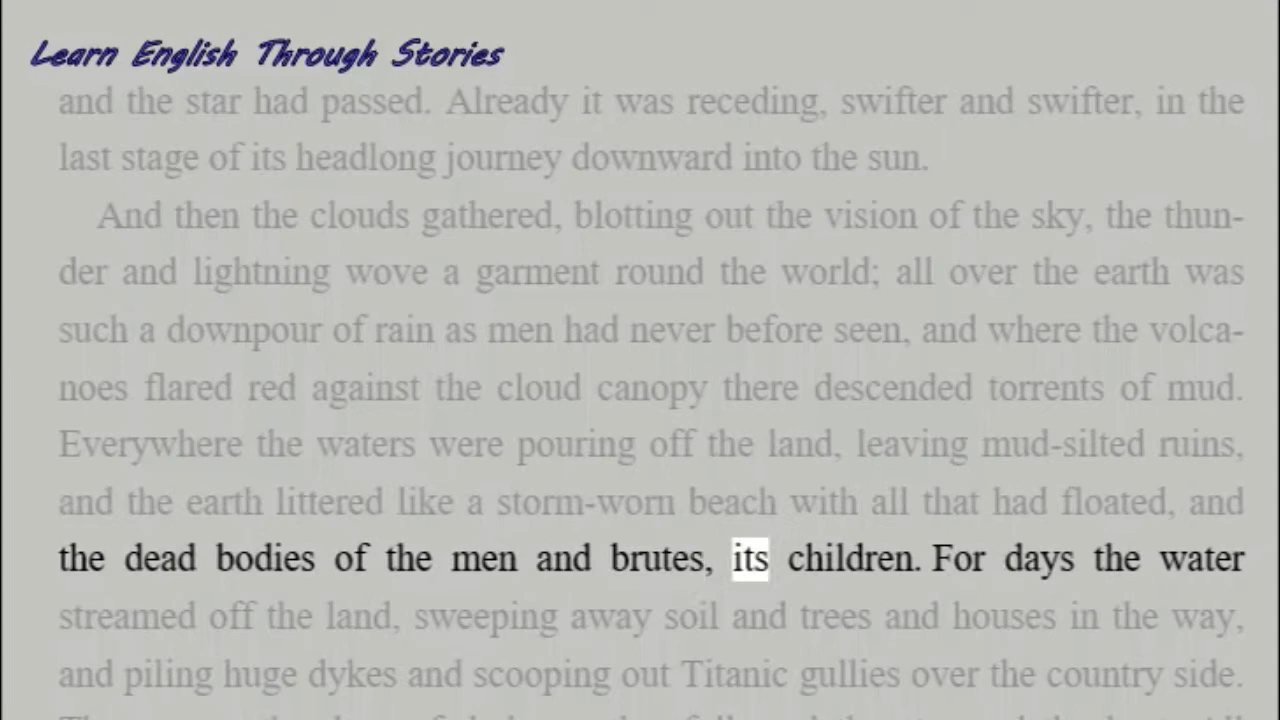 Learn English Through Stories
and the star had passed. Already it was receding, swifter and swifter, in the
last stage of its headlong journey downward into the sun.
And then the clouds gathered, blotting out the vision of the sky, the thun-
der and lightning wove a garment round the world; all over the earth was
such a downpour of rain as men had never before seen, and where the volca-
noes flared red against the cloud canopy there descended torrents of mud.
Everywhere the waters were pouring off the land, leaving mud-silted ruins,
and the earth littered like a storm-worn beach with all that had floated, and
the dead bodies of the men and brutes, its children. For days the water
streamed off the land, sweeping away soil and trees and houses in the way,
and piling huge dykes and scooping out Titanic gullies over the country side.